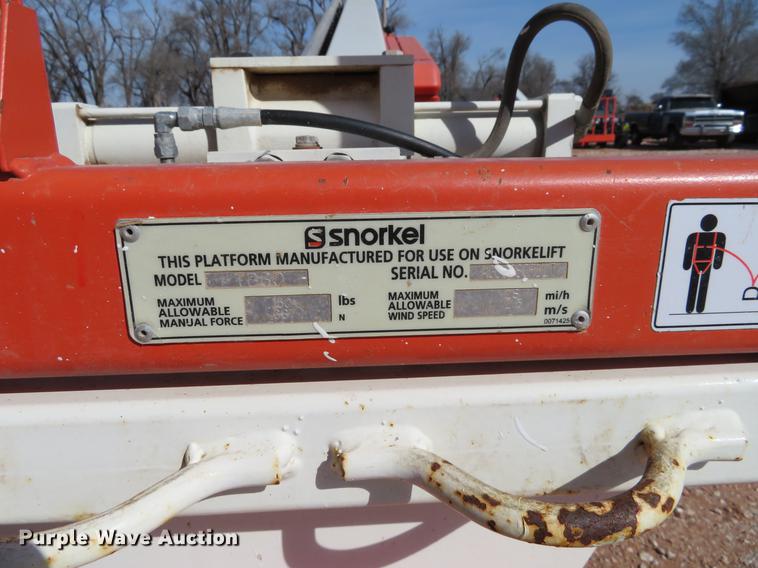 snorkel
THIS PLATFORM MANUFACTURED FOR USE ON SNORKELIFT
MODEL SERIAL NO.
MAXIMUM ALLOWABLE MANUAL FORCE lbs N
MAXIMUM ALLOWABLE WIND SPEED mi/h m/s
0071425
D
Purple Wave Auction